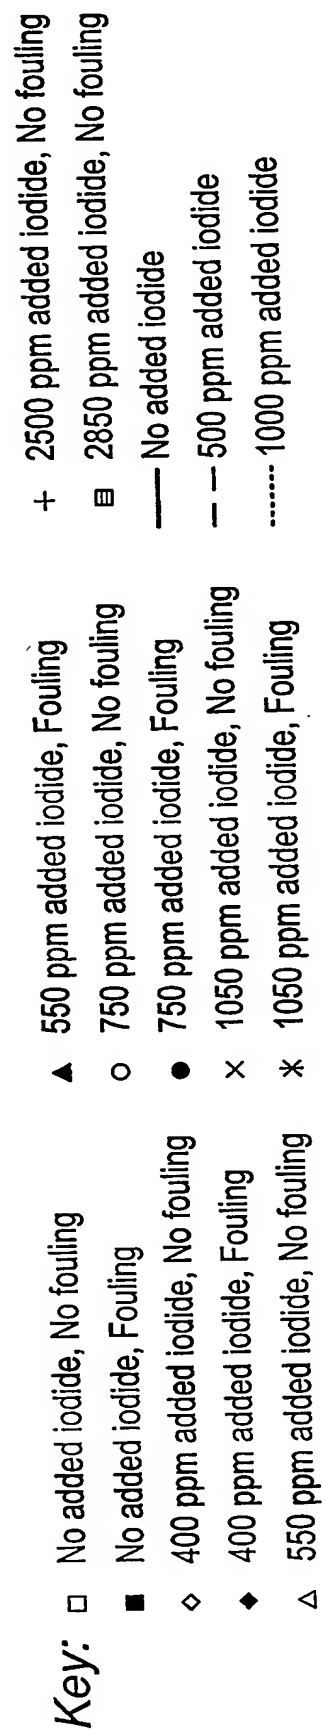 Key:
No added iodide, No fouling
No added iodide, Fouling
400 ppm added iodide, No fouling
400 ppm added iodide, Fouling
550 ppm added iodide, No fouling
550 ppm added iodide, Fouling
750 ppm added iodide, No fouling
750 ppm added iodide, Fouling
1050 ppm added iodide, No fouling
1050 ppm added iodide, Fouling
2500 ppm added iodide, No fouling
2850 ppm added iodide, No fouling
No added iodide
500 ppm added iodide
1000 ppm added iodide